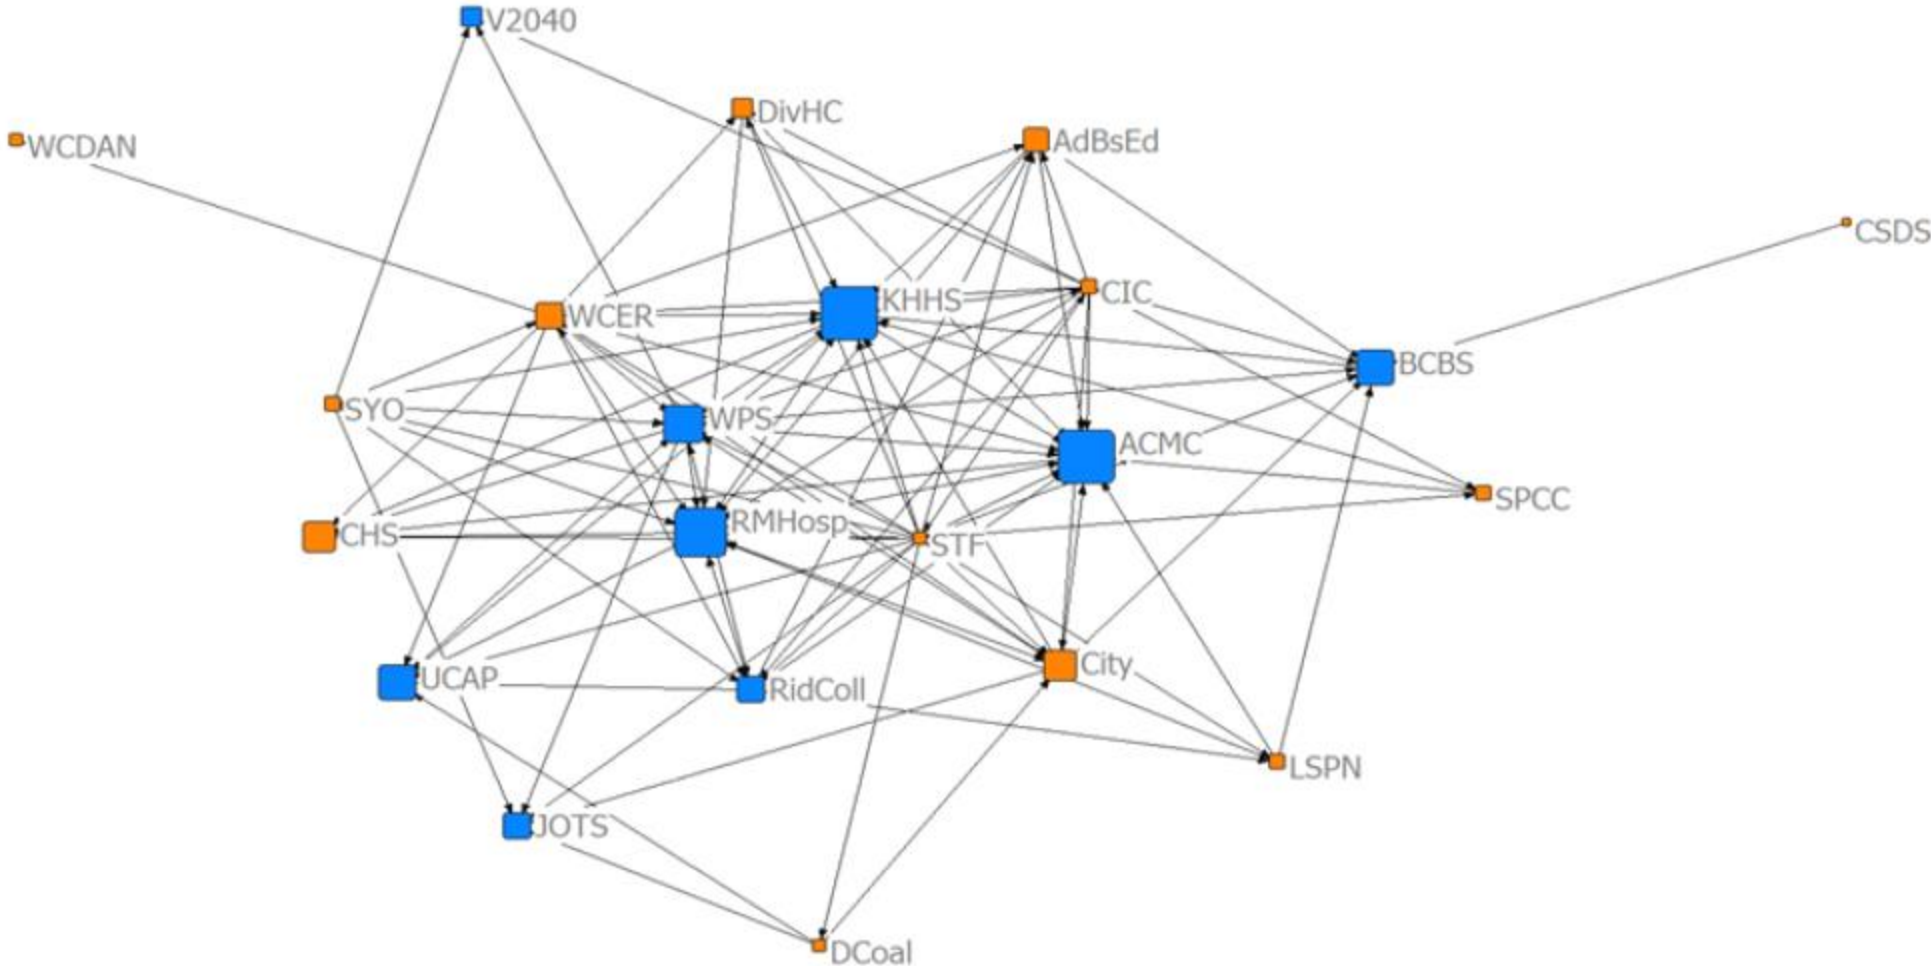 V2040
DivHC
AdBsEd
WCDAN
CSDS
KHHS
CIC
WCER
BCBS
SYO
WPS
ACMC
SPCC
RMHosp
CHS
STF
City
UCAP
RidColl
LSPN
JOTS
DCoal